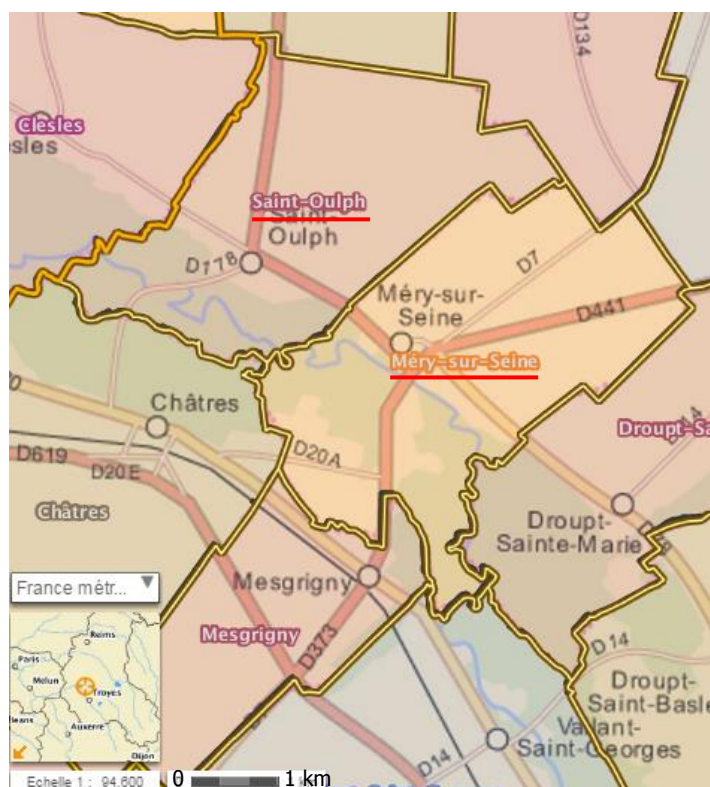 D134
Clesles
sles
Saint-Oulph
Saint-
Oulph
D178
D7
Méry-sur-
Seine
D441
Méry-sur-Seine
Châtres
Droupt-Sa
D619
D20E
D20A
Châtres
Droupt-
Sainte-Marie
France métr...
Mesgrigny
Mesgrigny
D373
Reims
Paris
Melun
Troyes
Auxerre
Dijon
D14
Droupt-
Saint-Basle
Vallant-
Saint-Georges
D14
Echelle 1 : 94 600
0 1 km